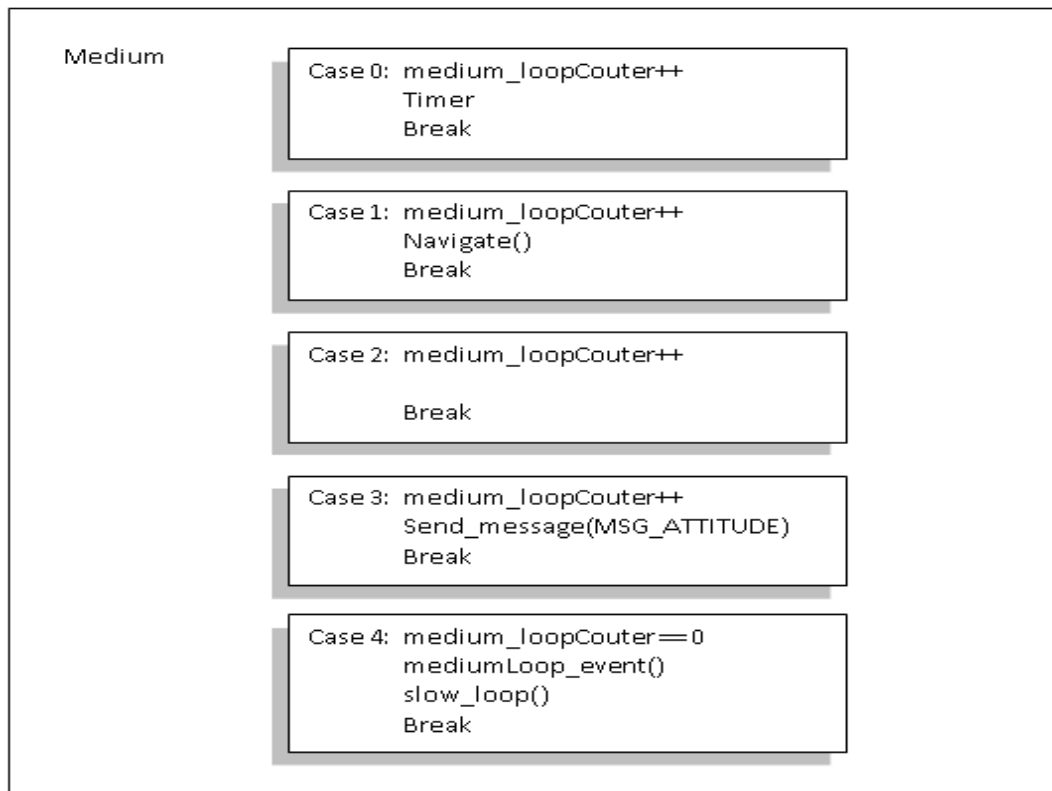 Medium
Case 0: medium_loopCouter++
Timer
Break
Case 1: medium_loopCouter++
Navigate()
Break
Case 2: medium_loopCouter++
Break
Case 3: medium_loopCouter++
Send_message(MSG_ATTITUDE)
Break
Case 4: medium_loopCouter==0
mediumLoop_event()
slow_loop()
Break